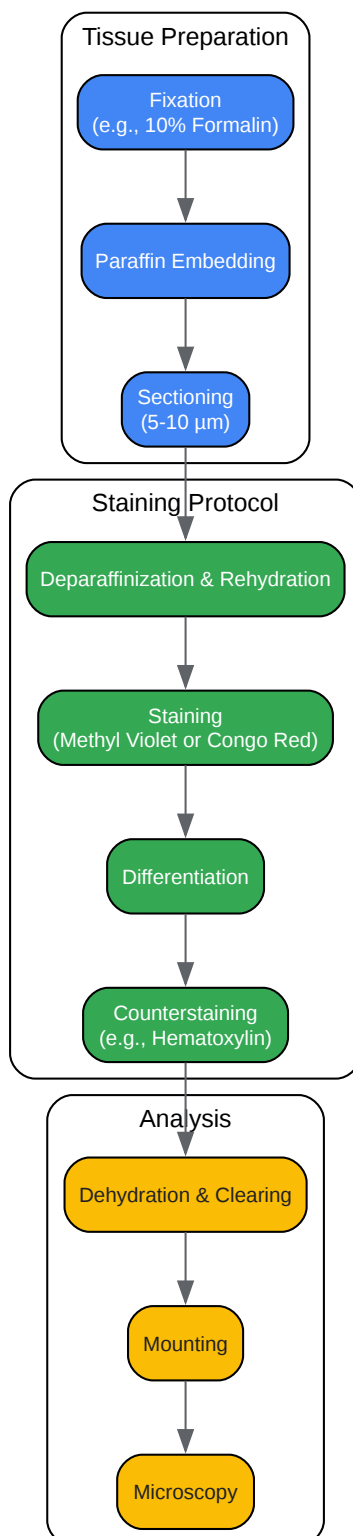 Tissue Preparation
Fixation
(e.g., 10% Formalin)
Paraffin Embedding
Sectioning
(5-10 µm)
Staining Protocol
Deparaffinization & Rehydration
Staining
(Methyl Violet or Congo Red)
Differentiation
Counterstaining
(e.g., Hematoxylin)
Analysis
Dehydration & Clearing
Mounting
Microscopy